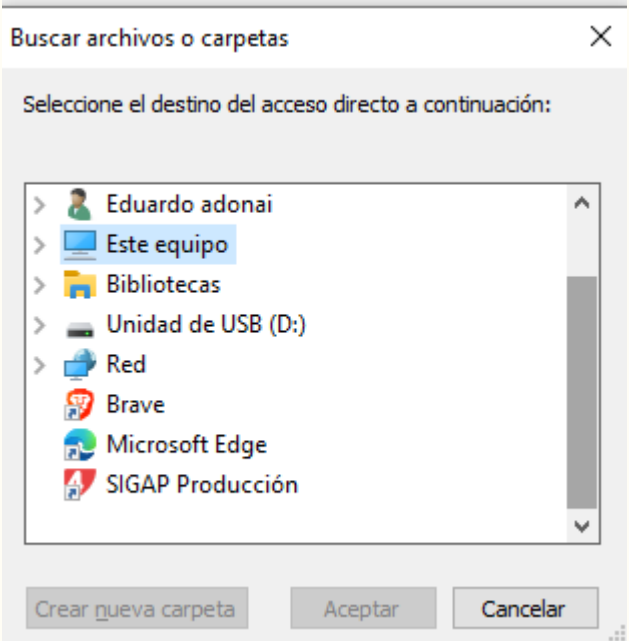 Buscar archivos o carpetas
Seleccione el destino del acceso directo a continuación:
Eduardo adonai
Este equipo
Bibliotecas
Unidad de USB (D:)
Red
Brave
Microsoft Edge
SIGAP Producción
Crear nueva carpeta
Aceptar
Cancelar